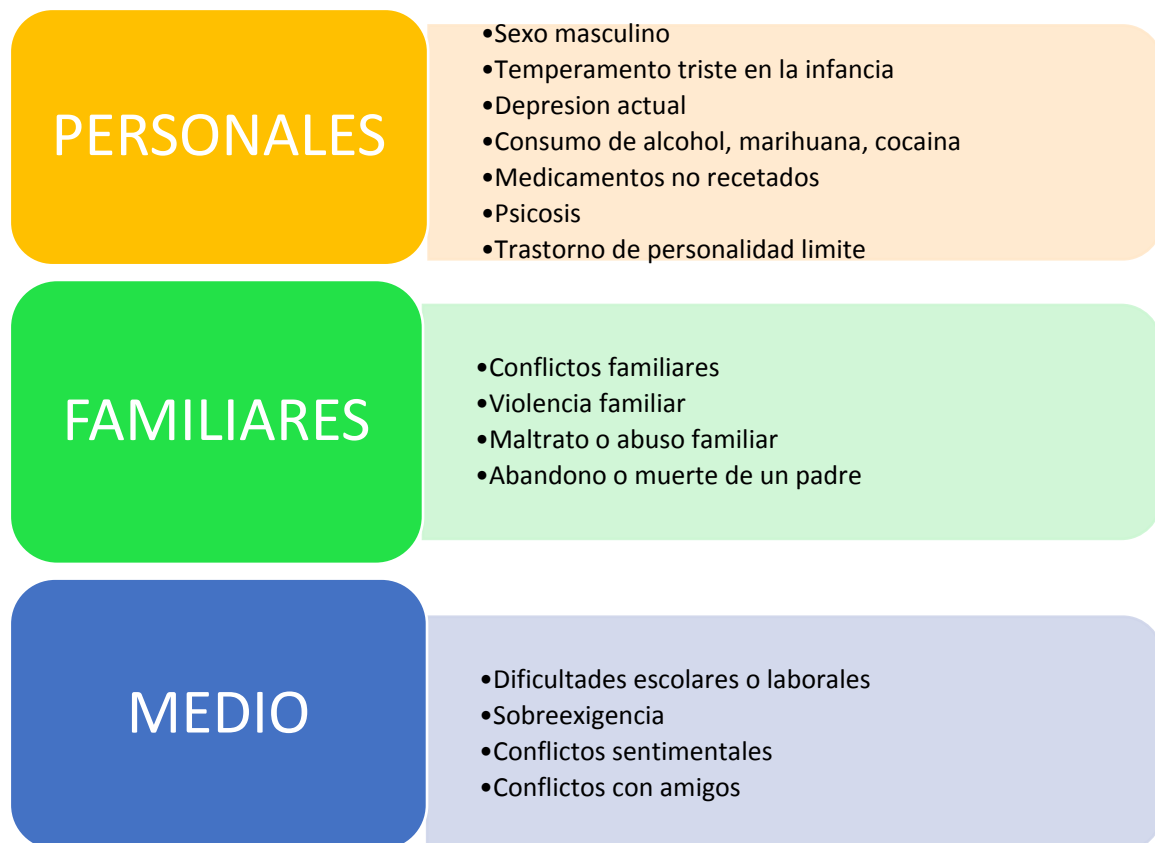 PERSONALES
•Sexo masculino
•Temperamento triste en la infancia
•Depresion actual
•Consumo de alcohol, marihuana, cocaina
•Medicamentos no recetados
•Psicosis
•Trastorno de personalidad limite
FAMILIARES
•Conflictos familiares
•Violencia familiar
•Maltrato o abuso familiar
•Abandono o muerte de un padre
MEDIO
•Dificultades escolares o laborales
•Sobreexigencia
•Conflictos sentimentales
•Conflictos con amigos